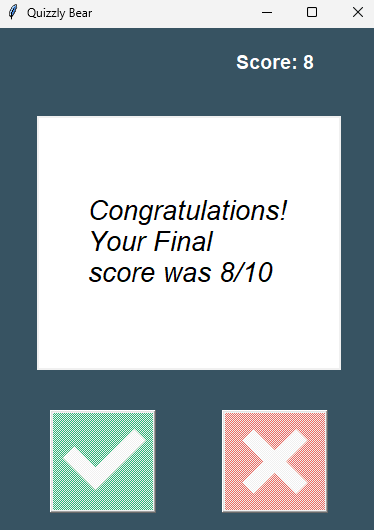 Quizzly Bear
Score: 8
Congratulations!
Your Final
score was 8/10